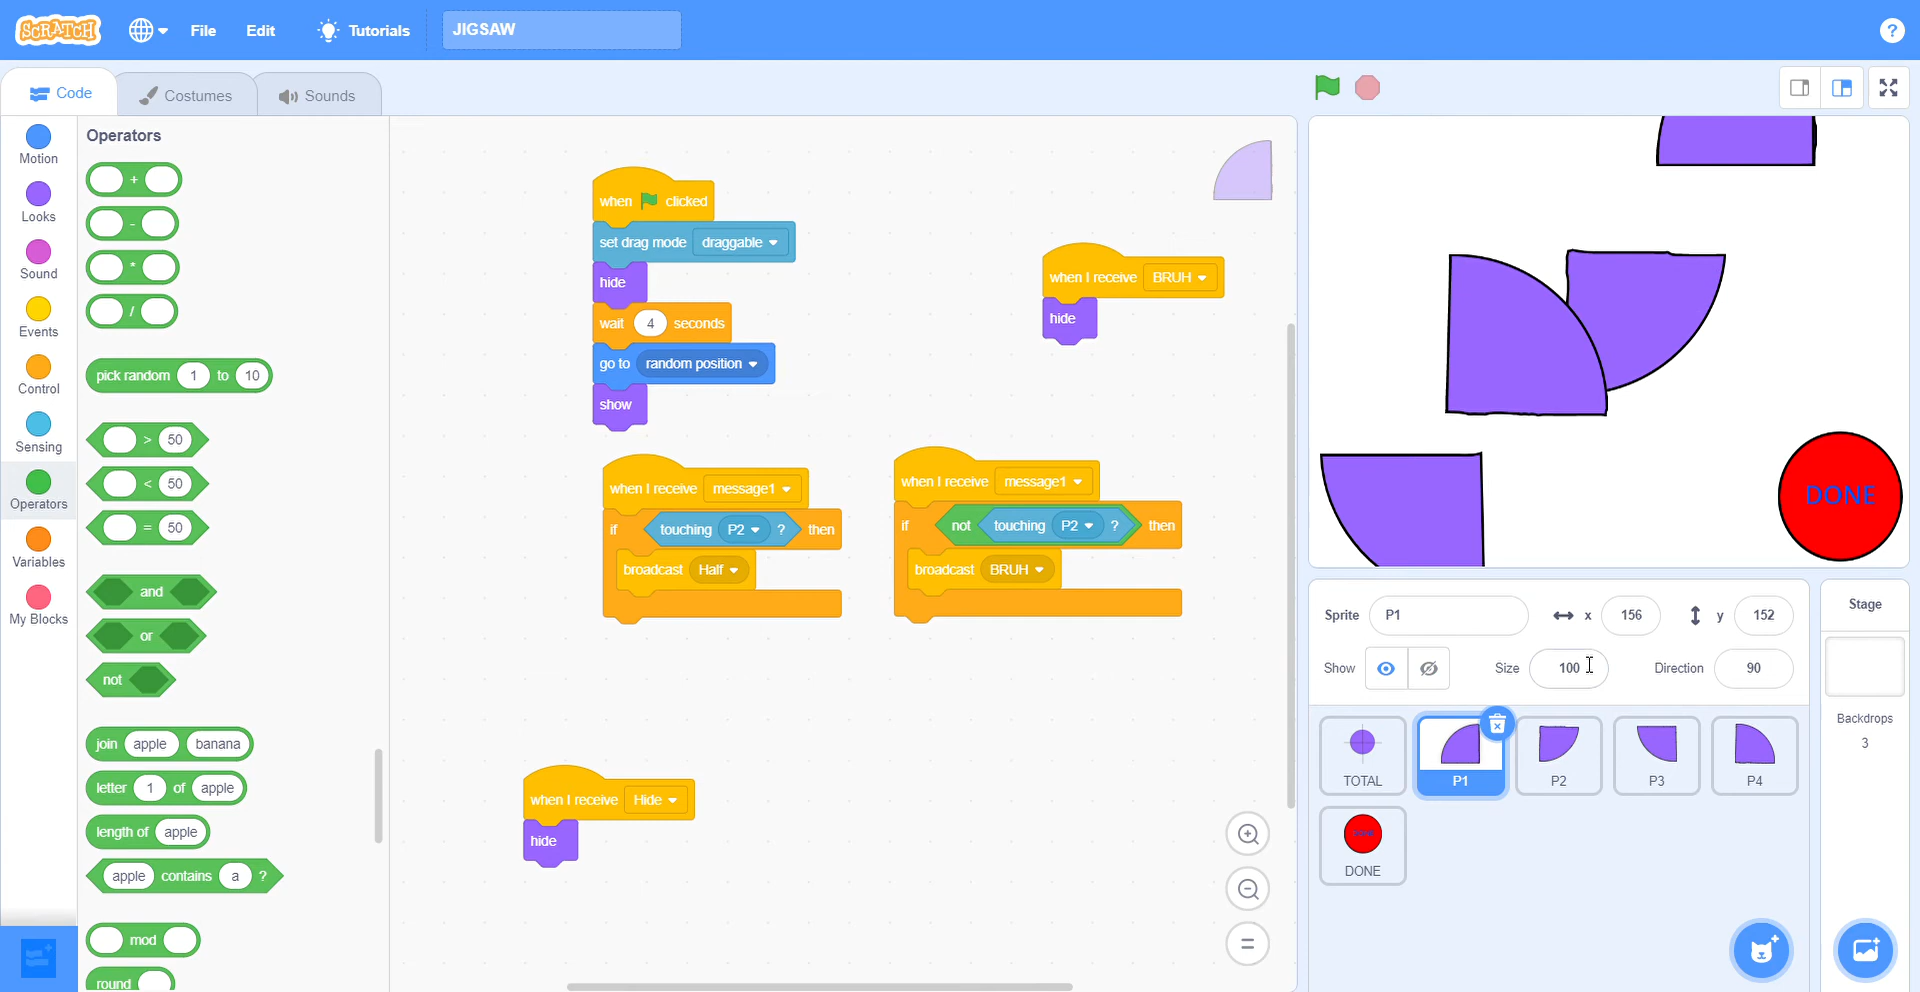 SCRATCH
File
Edit
Tutorials
JIGSAW
?
Code
Costumes
Sounds
Motion
Looks
Sound
Events
Control
Sensing
Operators
Variables
My Blocks
Operators
+
-
*
/
pick random 1 to 10
> 50
< 50
= 50
and
or
not
join apple banana
letter 1 of apple
length of apple
apple contains a ?
mod
round
when clicked
set drag mode draggable
hide
wait 4 seconds
go to random position
show
when I receive BRUH
hide
when I receive message1
if touching P2 ? then
broadcast Half
when I receive message1
if not touching P2 ? then
broadcast BRUH
when I receive Hide
hide
DONE
Sprite P1 x 156 y 152
Show Size 100 Direction 90
TOTAL
P1
P2
P3
P4
DONE
Stage
Backdrops
3